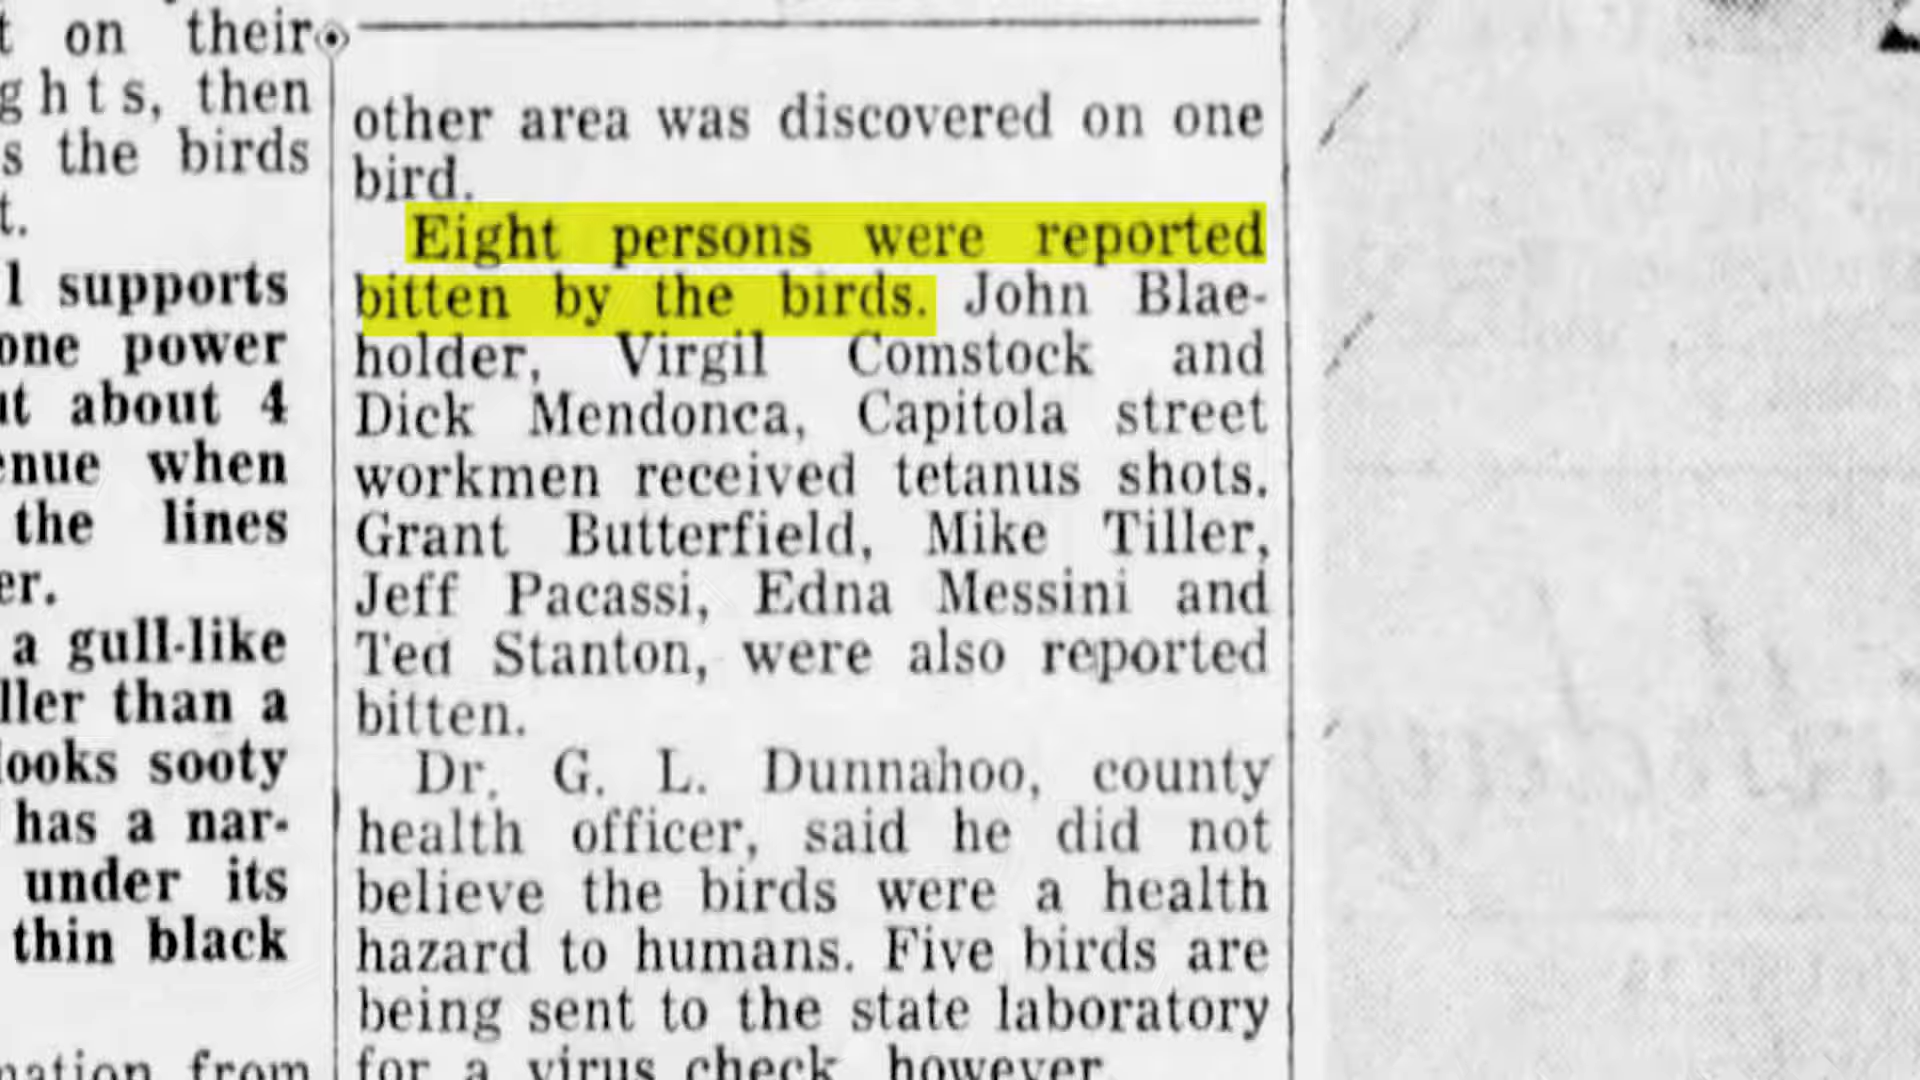 t on their
ghts, then
s the birds
t.
l supports
one power
ut about 4
enue when
the lines
er.
a gull-like
ller than a
looks sooty
has a nar-
under its
thin black
mation from
other area was discovered on one
bird.
Eight persons were reported
bitten by the birds. John Blae-
holder, Virgil Comstock and
Dick Mendonca, Capitola street
workmen received tetanus shots.
Grant Butterfield, Mike Tiller,
Jeff Pacassi, Edna Messini and
Ted Stanton, were also reported
bitten.
Dr. G. L. Dunnahoo, county
health officer, said he did not
believe the birds were a health
hazard to humans. Five birds are
being sent to the state laboratory
for a virus check, however.